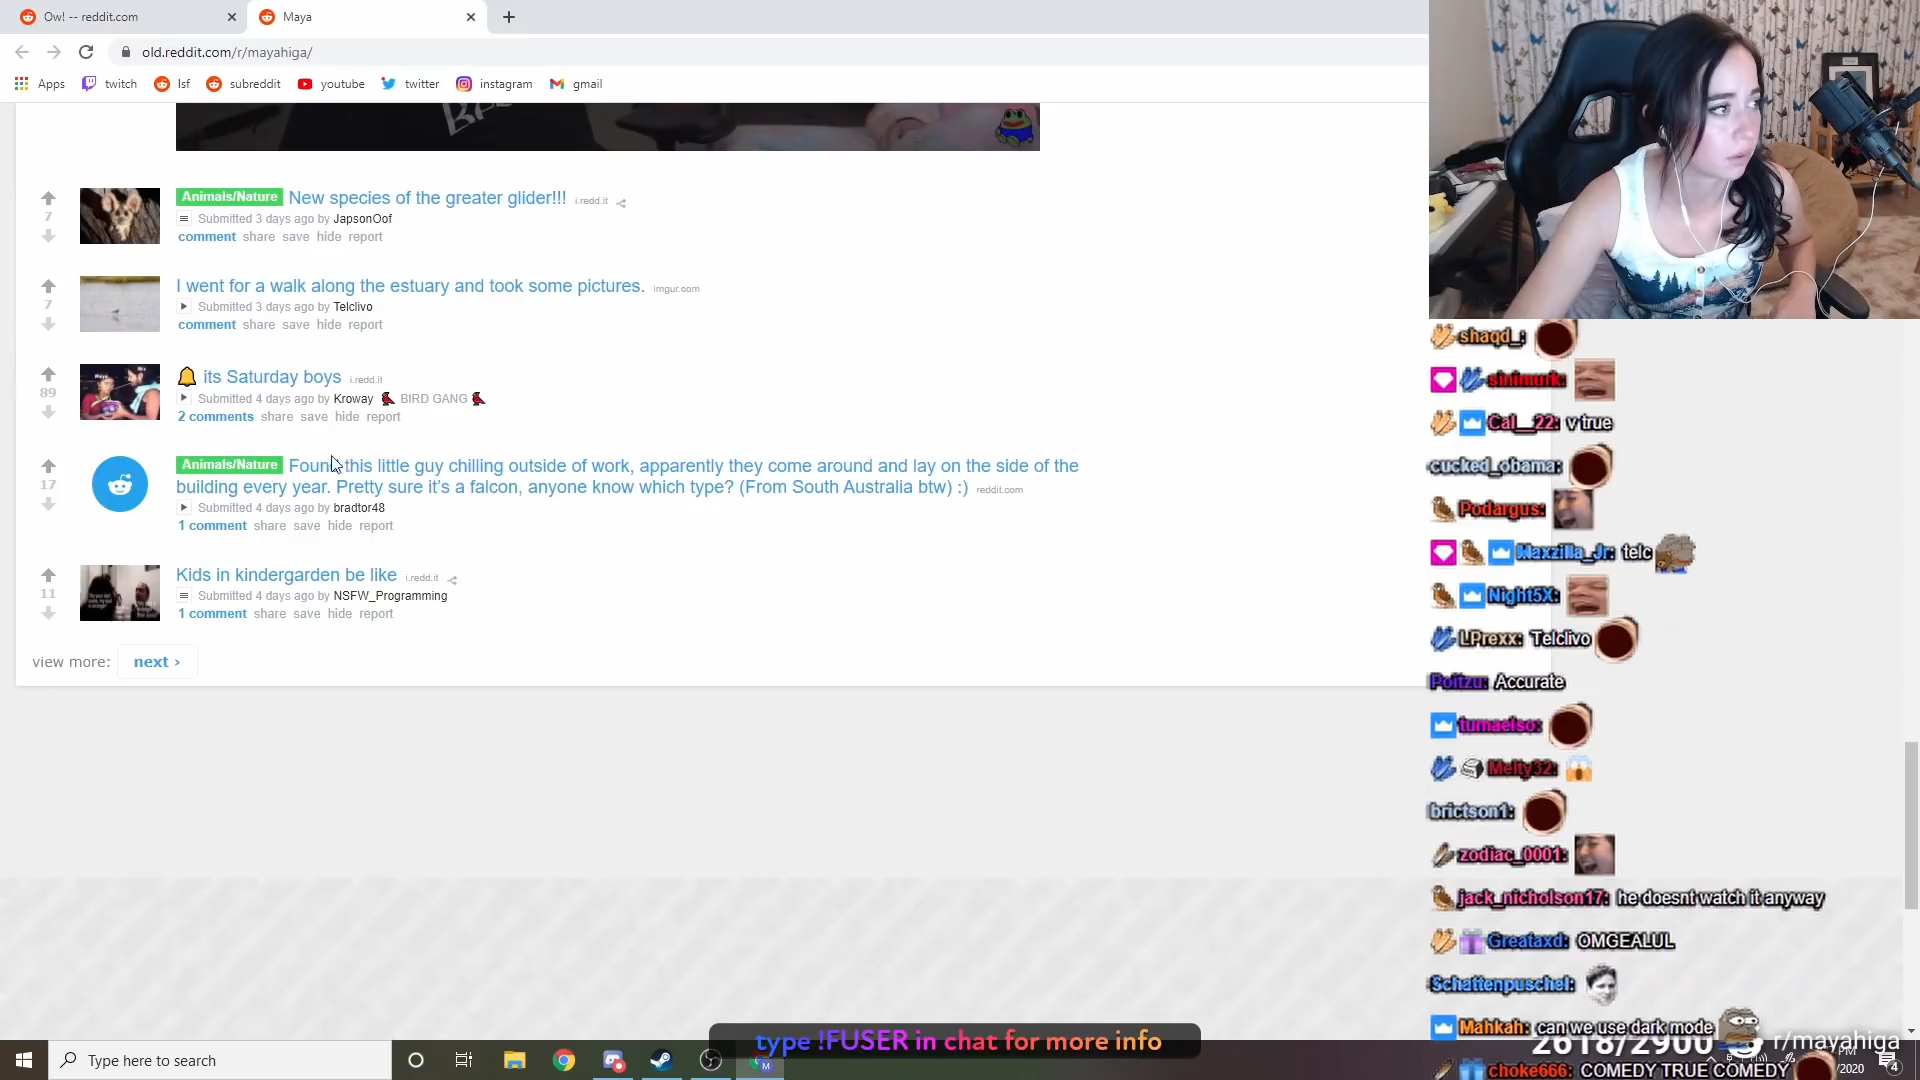 Ow! -- reddit.com
Maya
old.reddit.com/r/mayahiga/
Apps
twitch
lsf
subreddit
youtube
twitter
instagram
gmail
7
Animals/Nature New species of the greater glider!!! i.redd.it
Submitted 3 days ago by JapsonOof
comment share save hide report
7
I went for a walk along the estuary and took some pictures. imgur.com
Submitted 3 days ago by Telclivo
comment share save hide report
89
its Saturday boys i.redd.it
Submitted 4 days ago by Kroway BIRD GANG
2 comments share save hide report
17
Animals/Nature Found this little guy chilling outside of work, apparently they come around and lay on the side of the
building every year. Pretty sure it's a falcon, anyone know which type? (From South Australia btw) :) reddit.com
Submitted 4 days ago by bradtor48
1 comment share save hide report
11
Kids in kindergarden be like i.redd.it
Submitted 4 days ago by NSFW_Programming
1 comment share save hide report
view more: next ›
shaqd_:
sinimurk:
Cal__22: v true
cucked_obama:
Podargus:
Maxzilla_Jr: telc
Night5X:
LPrexx: Telclivo
Poitzu: Accurate
tumaelso:
Melty32:
brictson1:
zodiac_0001:
jack_nicholson17: he doesnt watch it anyway
Greataxd: OMGEALUL
Schattenpuschel:
Mahkah: can we use dark mode
choke666: COMEDY TRUE COMEDY
2618/2900
r/mayahiga
type !FUSER in chat for more info
Type here to search
PM
/2020
4